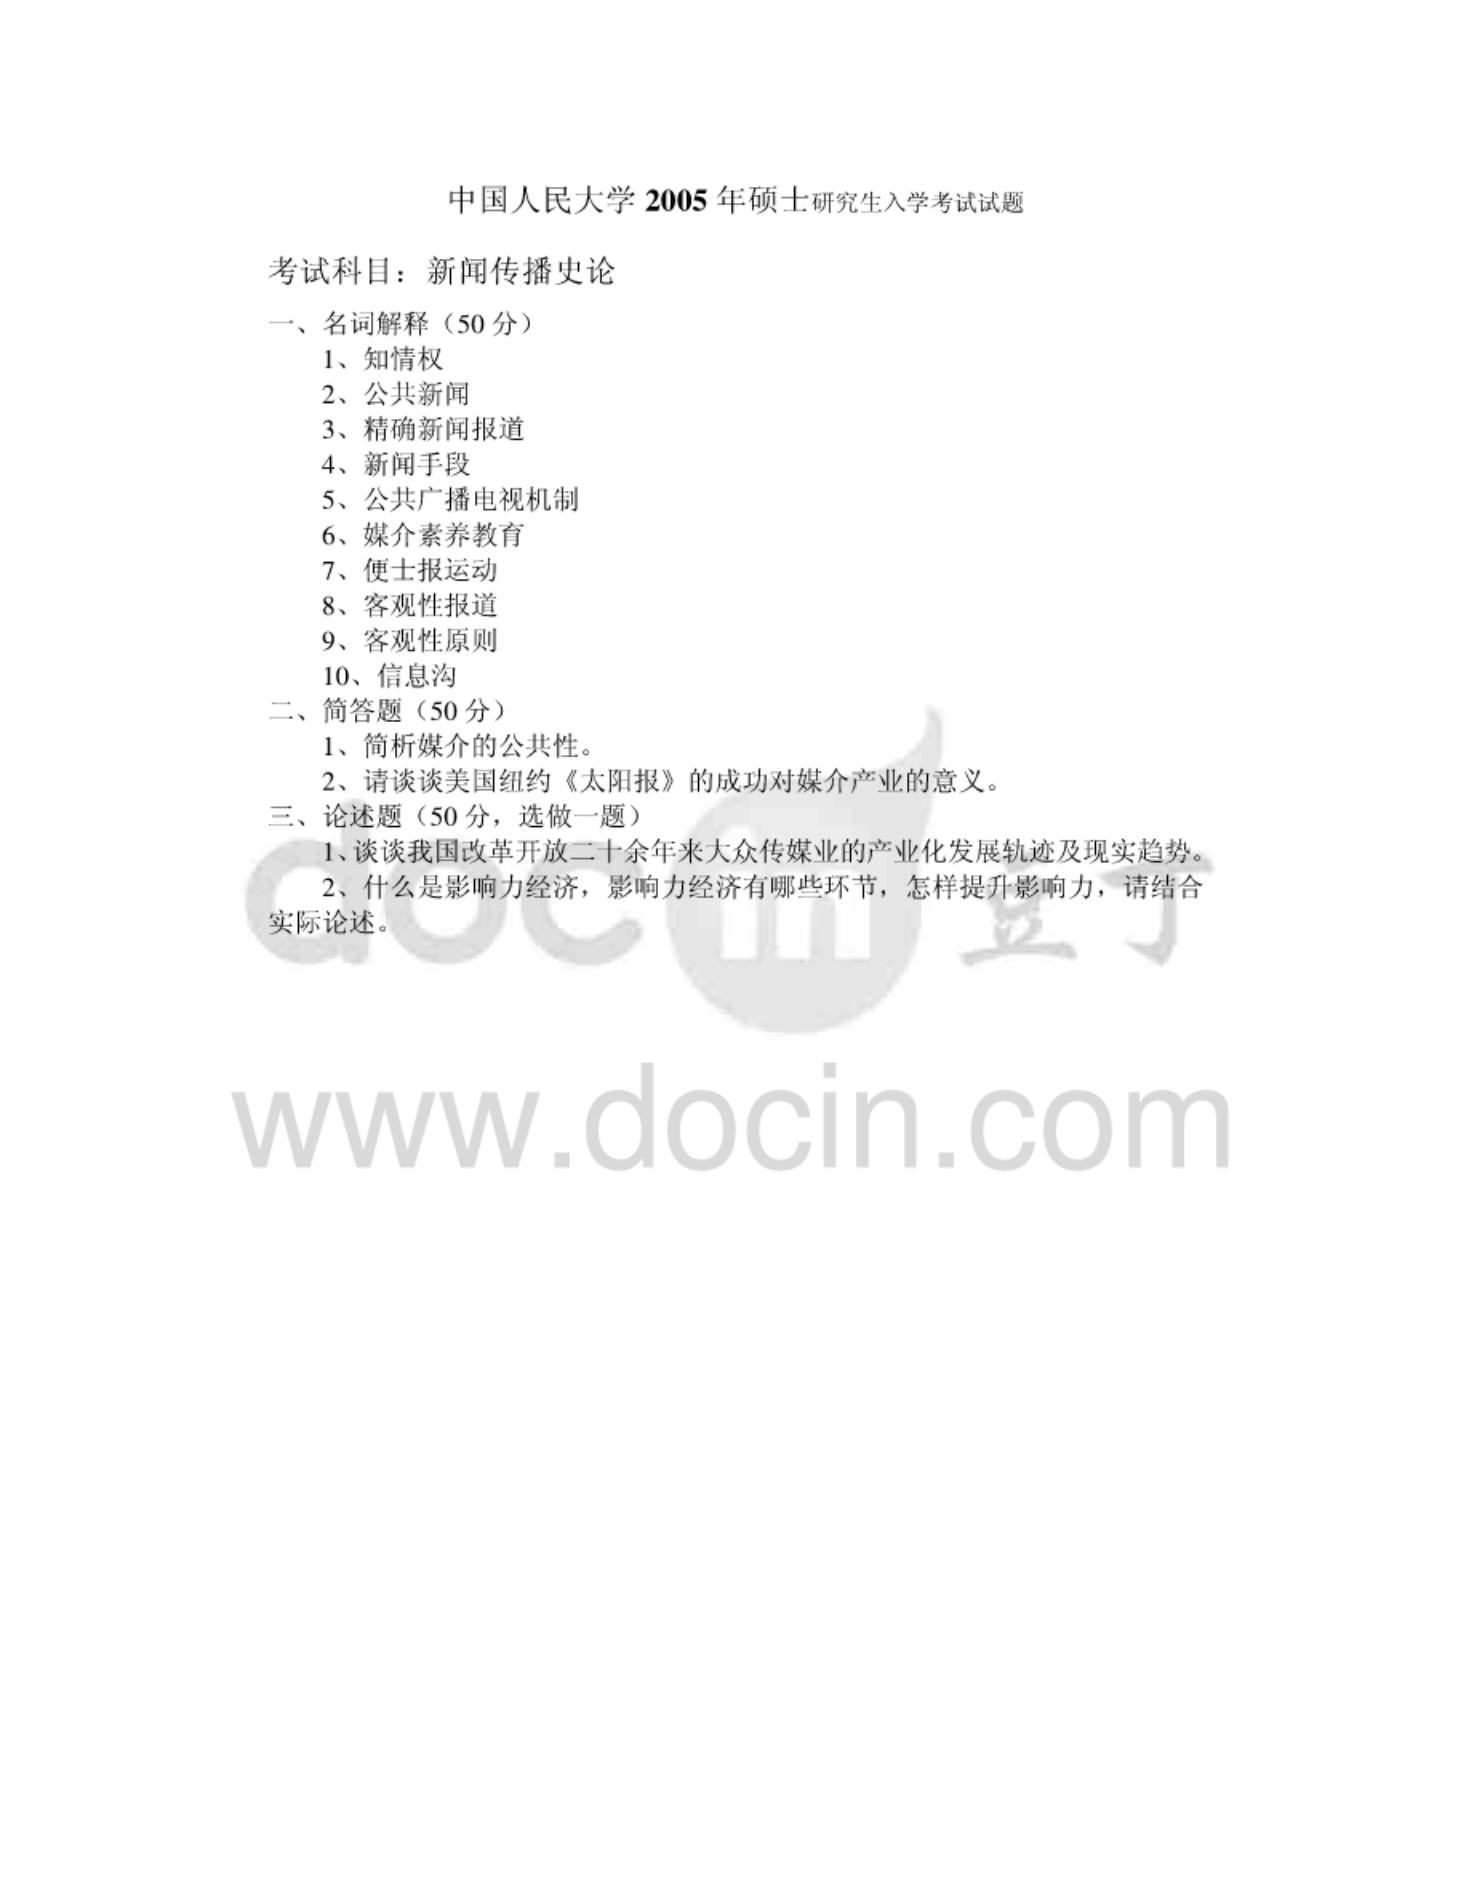 中国人民大学 2005 年硕士研究生入学考试试题
考试科目：新闻传播史论
一、名词解释（50 分）
1、知情权
2、公共新闻
3、精确新闻报道
4、新闻手段
5、公共广播电视机制
6、媒介素养教育
7、便士报运动
8、客观性报道
9、客观性原则
10、信息沟
二、简答题（50 分）
1、简析媒介的公共性。
2、请谈谈美国纽约《太阳报》的成功对媒介产业的意义。
三、论述题（50 分，选做一题）
1、谈谈我国改革开放二十余年来大众传媒业的产业化发展轨迹及现实趋势。
2、什么是影响力经济，影响力经济有哪些环节，怎样提升影响力，请结合
实际论述。
docin 豆丁
www.docin.com